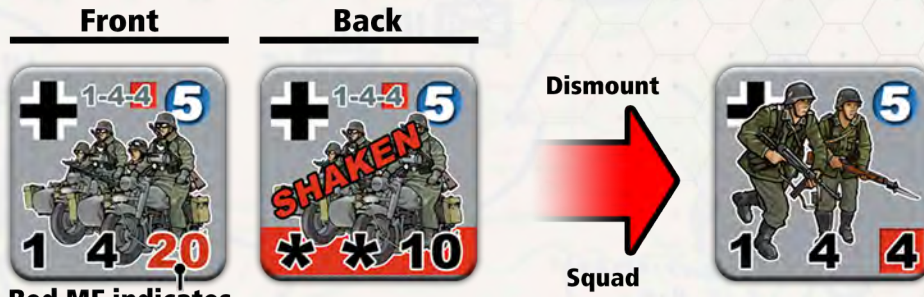 Front
Back
1-4-4 5
1 4 20
1-4-4 5
SHAKEN
* * 10
Dismount
Squad
5
1 4 4
Red MF indicates